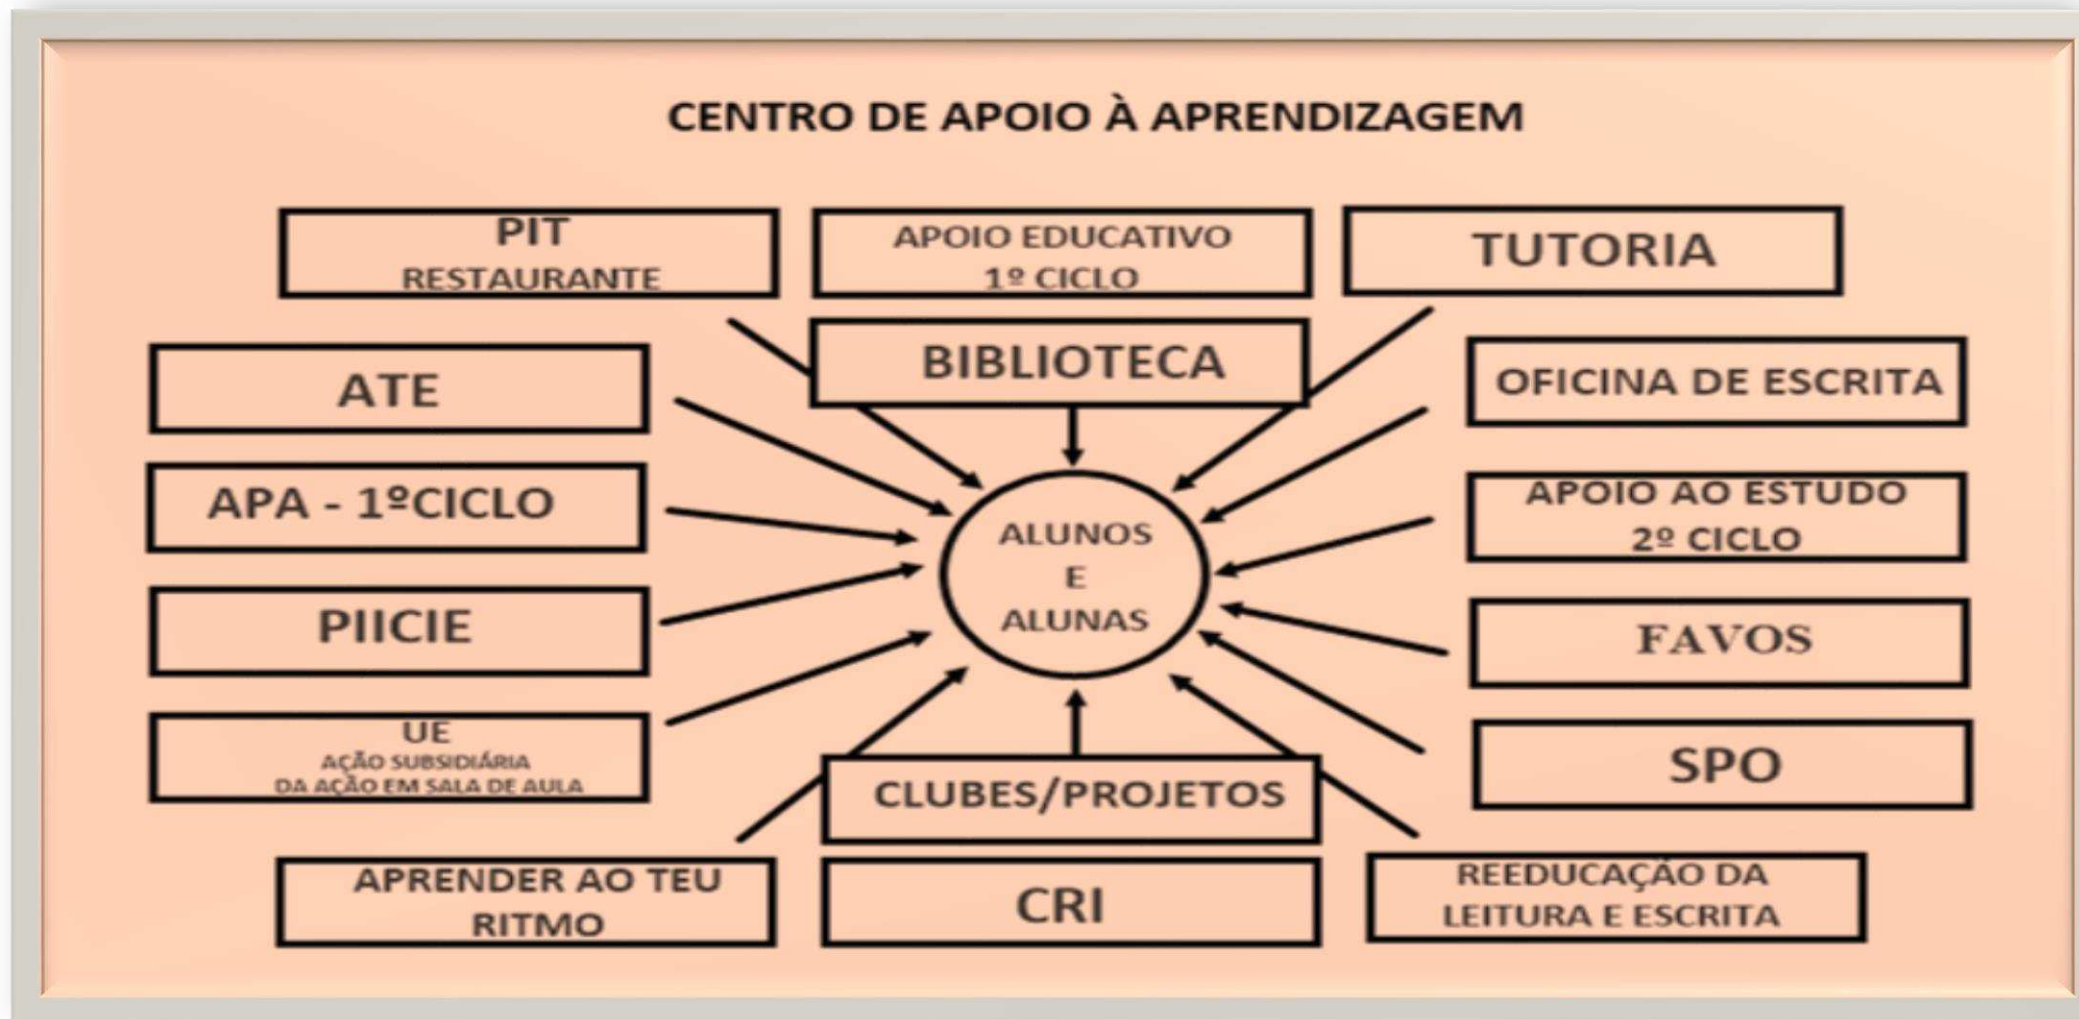 CENTRO DE APOIO À APRENDIZAGEM
PIT
RESTAURANTE
APOIO EDUCATIVO
1º CICLO
TUTORIA
BIBLIOTECA
ATE
OFICINA DE ESCRITA
APA - 1ºCICLO
APOIO AO ESTUDO
2º CICLO
ALUNOS
E
ALUNAS
PIICIE
FAVOS
UE
AÇÃO SUBSIDIÁRIA
DA AÇÃO EM SALA DE AULA
SPO
CLUBES/PROJETOS
APRENDER AO TEU
RITMO
CRI
REEDUCAÇÃO DA
LEITURA E ESCRITA